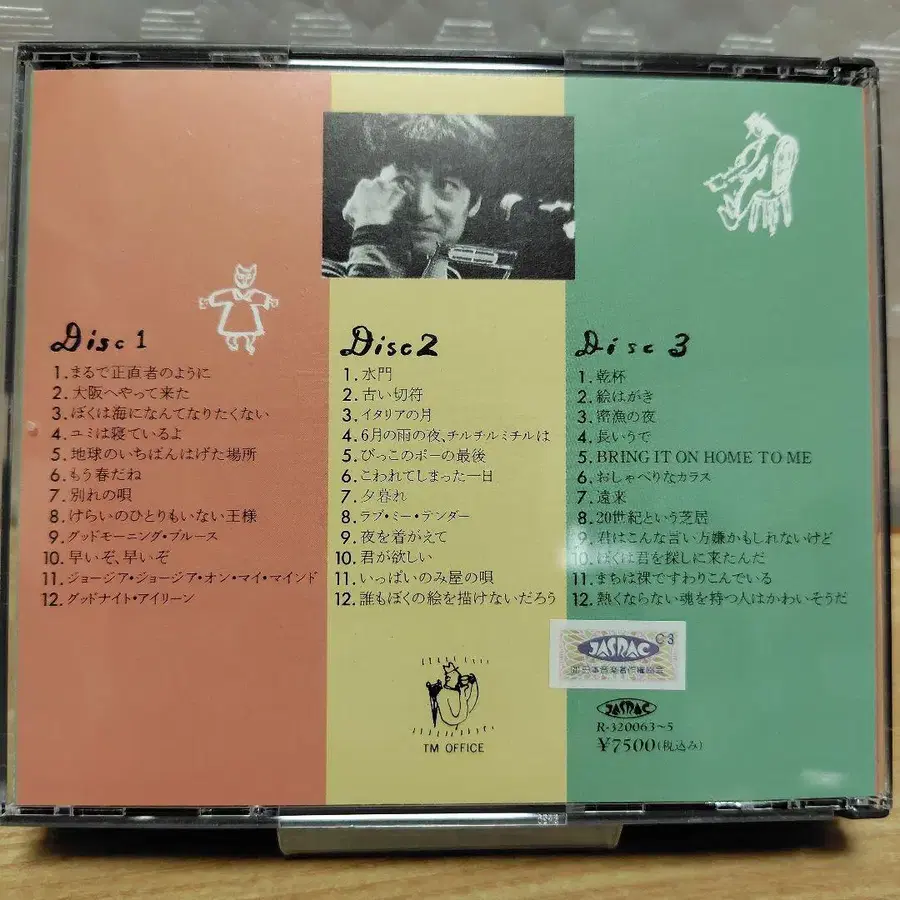 Disc 1
1.まるで正直者のように
2.大阪へやって来た
3.ぼくは海になんてなりたくない
4.ユミは寝ているよ
5.地球のいちばんはげた場所
6.もう春だね
7.別れの唄
8.けらいのひとりもいない王様
9.グッドモーニング・ブルース
10.早いぞ、早いぞ
11.ジョージア・ジョージア・オン・マイ・マインド
12.グッドナイト・アイリーン
Disc 2
1.水門
2.古い切符
3.イタリアの月
4.6月の雨の夜、チルチルミチルは
5.びっこのポーの最後
6.こわれてしまった一日
7.夕暮れ
8.ラブ・ミー・テンダー
9.夜を着がえて
10.君が欲しい
11.いっぱいのみ屋の唄
12.誰もぼくの絵を描けないだろう
TM OFFICE
Disc 3
1.乾杯
2.絵はがき
3.密漁の夜
4.長いうで
5.BRING IT ON HOME TO ME
6.おしゃべりなカラス
7.遠来
8.20世紀という芝居
9.君はこんな言い方嫌かもしれないけど
10.ぼくは君を探しに来たんだ
11.まちは裸ですわりこんでいる
12.熱くならない魂を持つ人はかわいそうだ
C3
JASRAC
JASRAC
R-320063~5
¥7500(税込み)